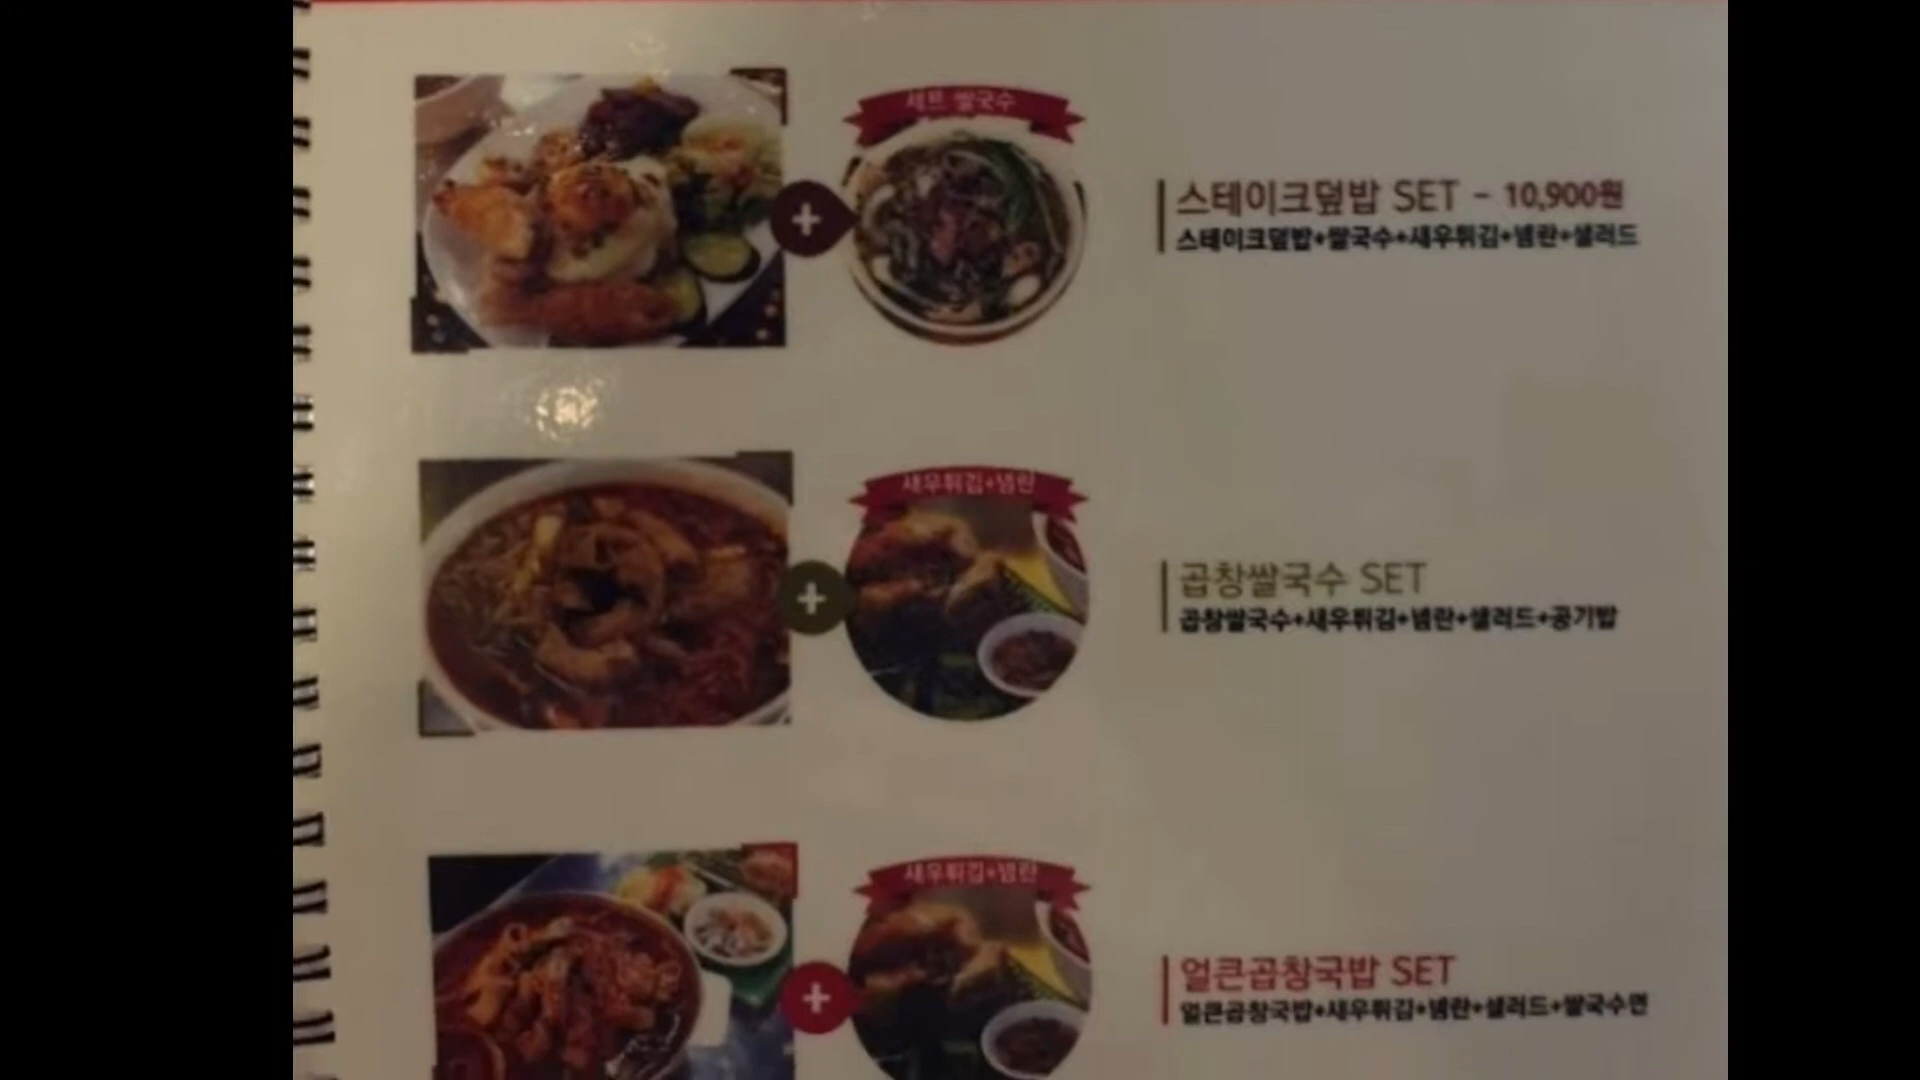 세트 쌀국수
스테이크덮밥 SET - 10,900원
스테이크덮밥+쌀국수+새우튀김+넴란+샐러드
새우튀김+넴란
곱창쌀국수 SET
곱창쌀국수+새우튀김+넴란+샐러드+공기밥
새우튀김+넴란
얼큰곱창국밥 SET
얼큰곱창국밥+새우튀김+넴란+샐러드+쌀국수면